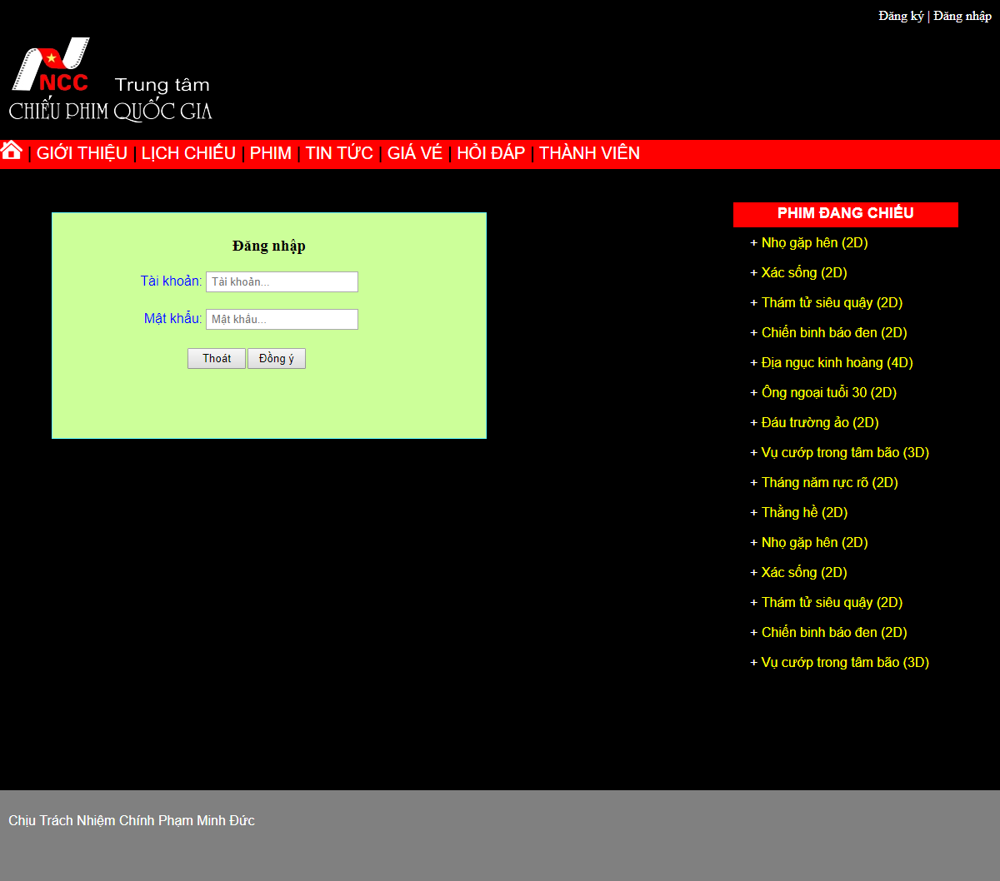 Đăng ký | Đăng nhập
NCC
Trung tâm
CHIẾU PHIM QUỐC GIA
| GIỚI THIỆU | LỊCH CHIẾU | PHIM | TIN TỨC | GIÁ VÉ | HỎI ĐÁP | THÀNH VIÊN
Đăng nhập
Tài khoản: Tài khoản...
Mật khẩu: Mật khẩu...
Thoát Đồng ý
PHIM ĐANG CHIẾU
+ Nhọ gặp hên (2D)
+ Xác sống (2D)
+ Thám tử siêu quậy (2D)
+ Chiến binh báo đen (2D)
+ Địa ngục kinh hoàng (4D)
+ Ông ngoại tuổi 30 (2D)
+ Đáu trường ảo (2D)
+ Vụ cướp trong tâm bão (3D)
+ Tháng năm rực rõ (2D)
+ Thằng hề (2D)
+ Nhọ gặp hên (2D)
+ Xác sống (2D)
+ Thám tử siêu quậy (2D)
+ Chiến binh báo đen (2D)
+ Vụ cướp trong tâm bão (3D)
Chịu Trách Nhiệm Chính Phạm Minh Đức